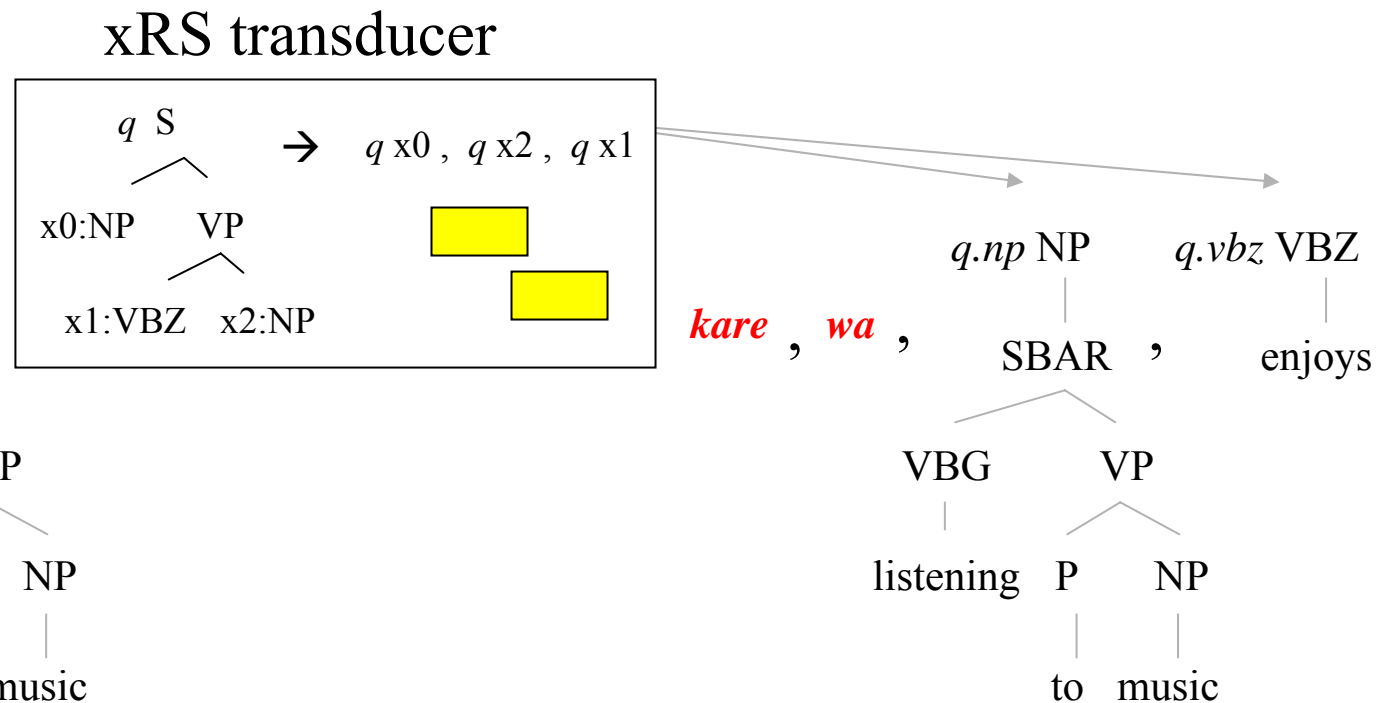 xRS transducer
q S → q x0 , q x2 , q x1
x0:NP VP
x1:VBZ x2:NP
q.np NP q.vbz VBZ
kare , wa , SBAR , enjoys
P
VBG VP
NP
listening P NP
music
to music